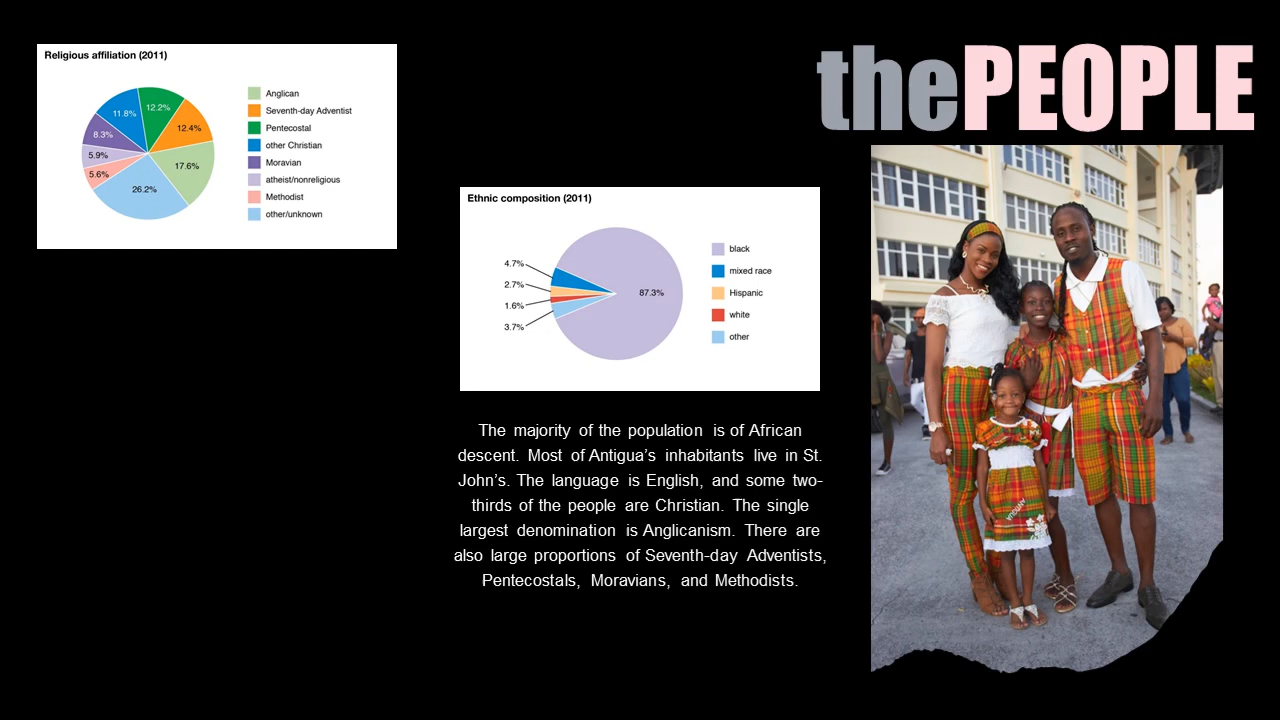 thePEOPLE
Religious affiliation (2011)
12.2%
11.8%
12.4%
8.3%
5.9%
17.6%
5.6%
26.2%
Anglican
Seventh-day Adventist
Pentecostal
other Christian
Moravian
atheist/nonreligious
Methodist
other/unknown
Ethnic composition (2011)
4.7%
2.7%
1.6%
3.7%
87.3%
black
mixed race
Hispanic
white
other
The majority of the population is of African
descent. Most of Antigua’s inhabitants live in St.
John’s. The language is English, and some two-
thirds of the people are Christian. The single
largest denomination is Anglicanism. There are
also large proportions of Seventh-day Adventists,
Pentecostals, Moravians, and Methodists.